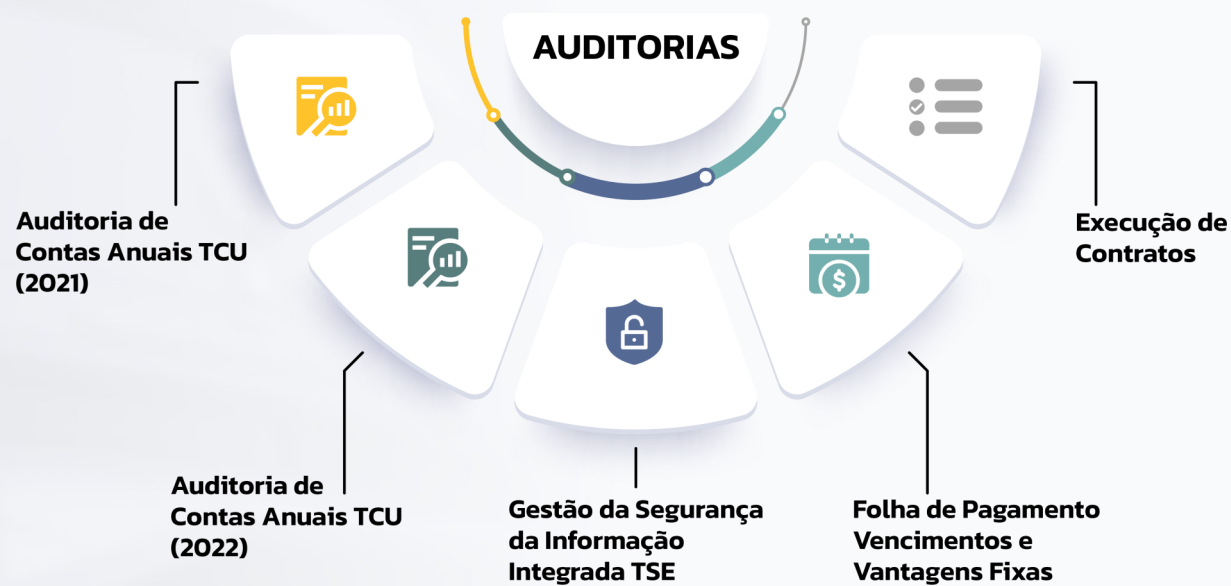 AUDITORIAS
Auditoria de
Contas Anuais TCU
(2021)
Auditoria de
Contas Anuais TCU
(2022)
Gestão da Segurança
da Informação
Integrada TSE
Folha de Pagamento
Vencimentos e
Vantagens Fixas
Execução de
Contratos